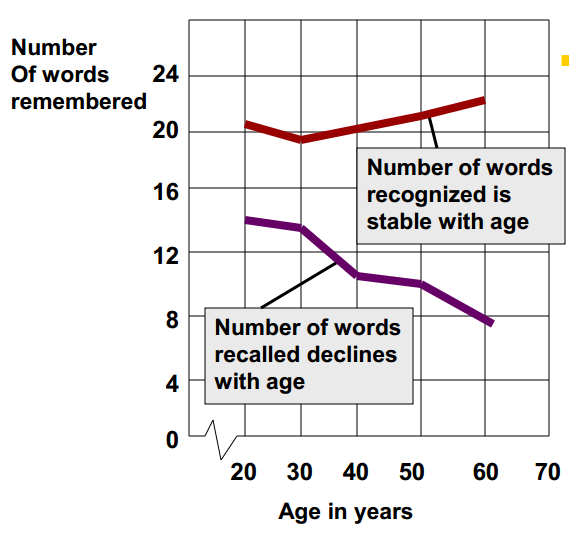 Number
Of words
remembered
24
20
16
12
8
4
0
Number of words
recognized is
stable with age
Number of words
recalled declines
with age
20 30 40 50 60 70
Age in years